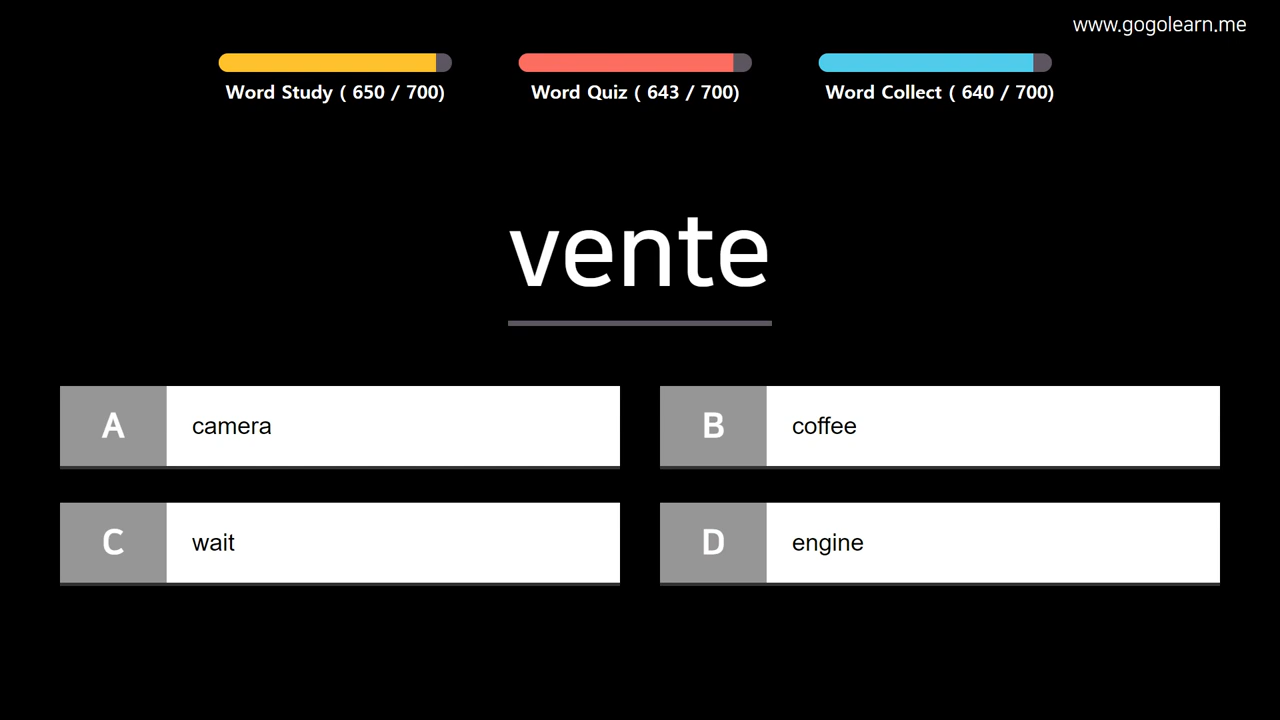 www.gogolearn.me
Word Study ( 650 / 700)
Word Quiz ( 643 / 700)
Word Collect ( 640 / 700)
vente
A camera
B coffee
C wait
D engine